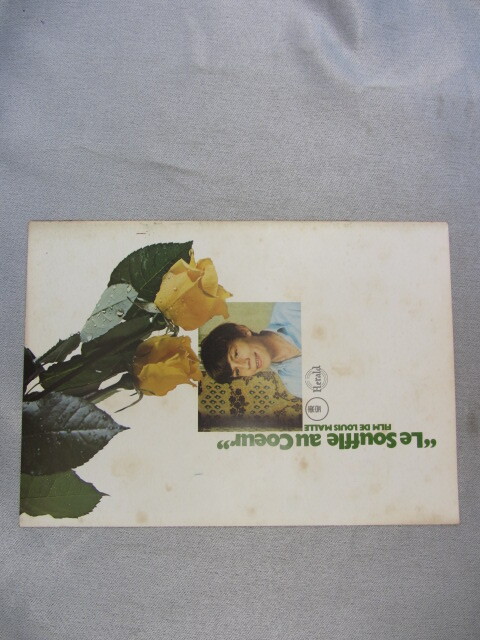 “Le Souffle au Coeur”
FILM DE LOUIS MALLE
Herald